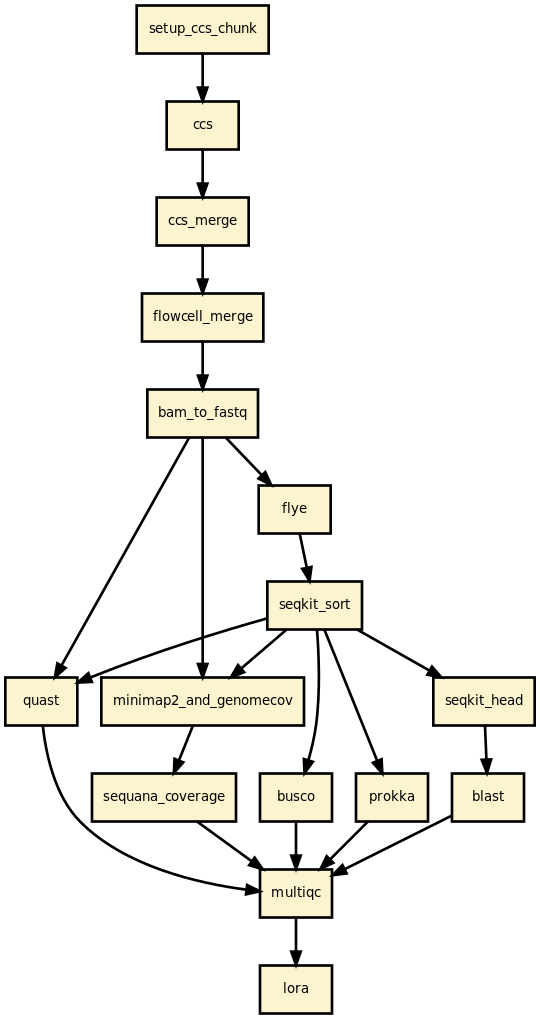 setup_ccs_chunk
ccs
ccs_merge
flowcell_merge
bam_to_fastq
flye
seqkit_sort
quast
minimap2_and_genomecov
seqkit_head
sequana_coverage
busco
prokka
blast
multiqc
lora